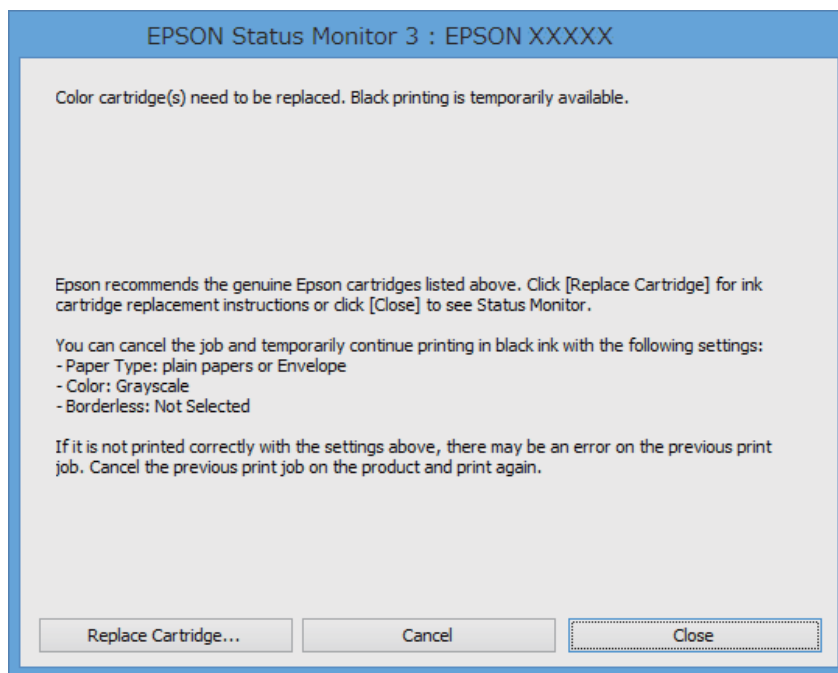 EPSON Status Monitor 3 : EPSON XXXXX
Color cartridge(s) need to be replaced. Black printing is temporarily available.
Epson recommends the genuine Epson cartridges listed above. Click [Replace Cartridge] for ink
cartridge replacement instructions or click [Close] to see Status Monitor.
You can cancel the job and temporarily continue printing in black ink with the following settings:
- Paper Type: plain papers or Envelope
- Color: Grayscale
- Borderless: Not Selected
If it is not printed correctly with the settings above, there may be an error on the previous print
job. Cancel the previous print job on the product and print again.
Replace Cartridge... Cancel Close